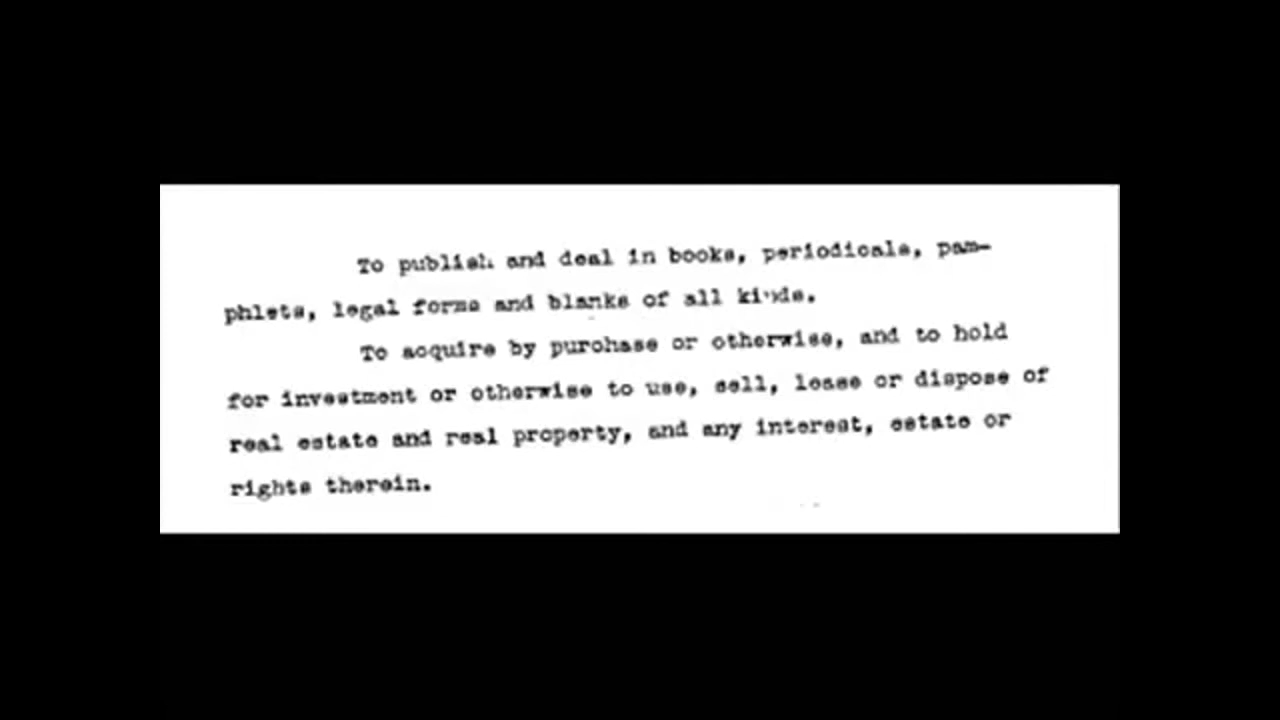 To publish and deal in books, periodicals, pam-
phlets, legal forms and blanks of all kinds.
To acquire by purchase or otherwise, and to hold
for investment or otherwise to use, sell, lease or dispose of
real estate and real property, and any interest, estate or
rights therein.